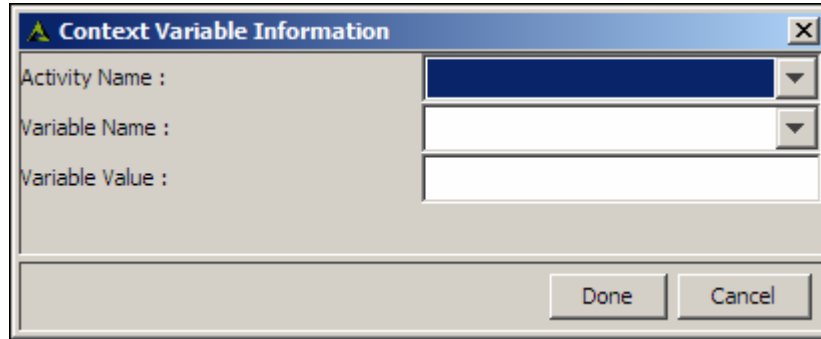 Context Variable Information
Activity Name :
Variable Name :
Variable Value :
Done Cancel